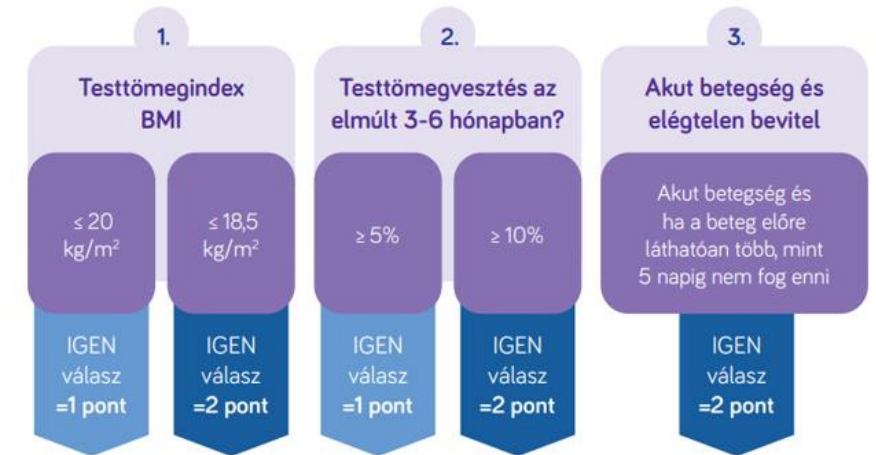 1.
Testtömegindex
BMI
≤ 20
kg/m²
≤ 18,5
kg/m²
IGEN
válasz
=1 pont
IGEN
válasz
=2 pont
2.
Testtömegvesztés az
elmúlt 3-6 hónapban?
≥ 5%
≥ 10%
IGEN
válasz
=1 pont
IGEN
válasz
=2 pont
3.
Akut betegség és
elégtelen bevitel
Akut betegség és
ha a beteg előre
láthatóan több, mint
5 napig nem fog enni
IGEN
válasz
=2 pont